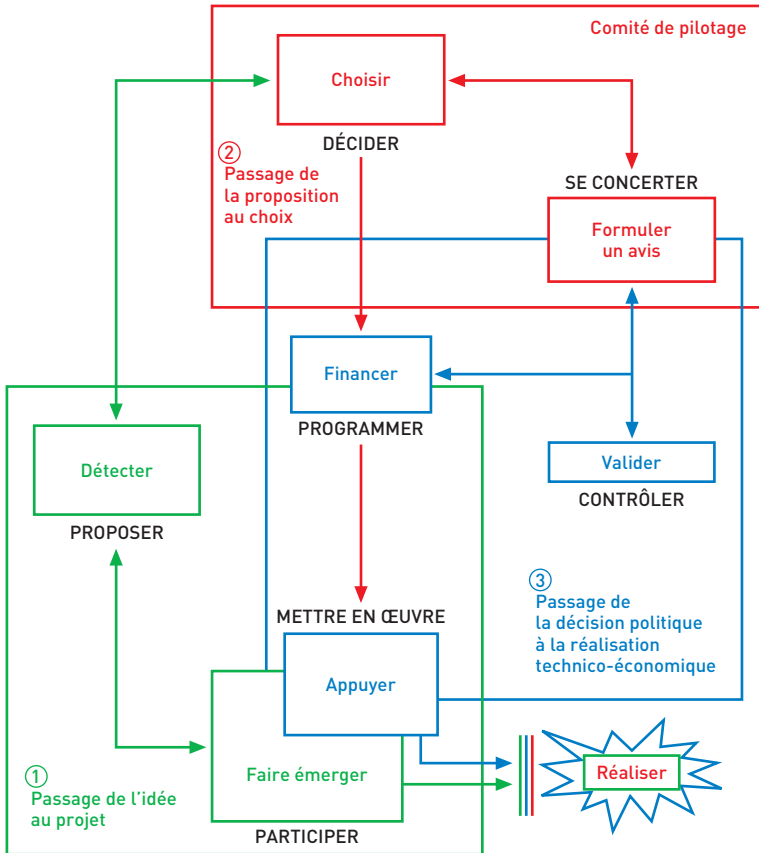 Comité de pilotage
Choisir
DÉCIDER
②
Passage de
la proposition
au choix
SE CONCERTER
Formuler
un avis
Financer
PROGRAMMER
Détecter
PROPOSER
Valider
CONTRÔLER
③
Passage de
la décision politique
à la réalisation
technico-économique
METTRE EN ŒUVRE
Appuyer
Faire émerger
PARTICIPER
Réaliser
①
Passage de l'idée
au projet